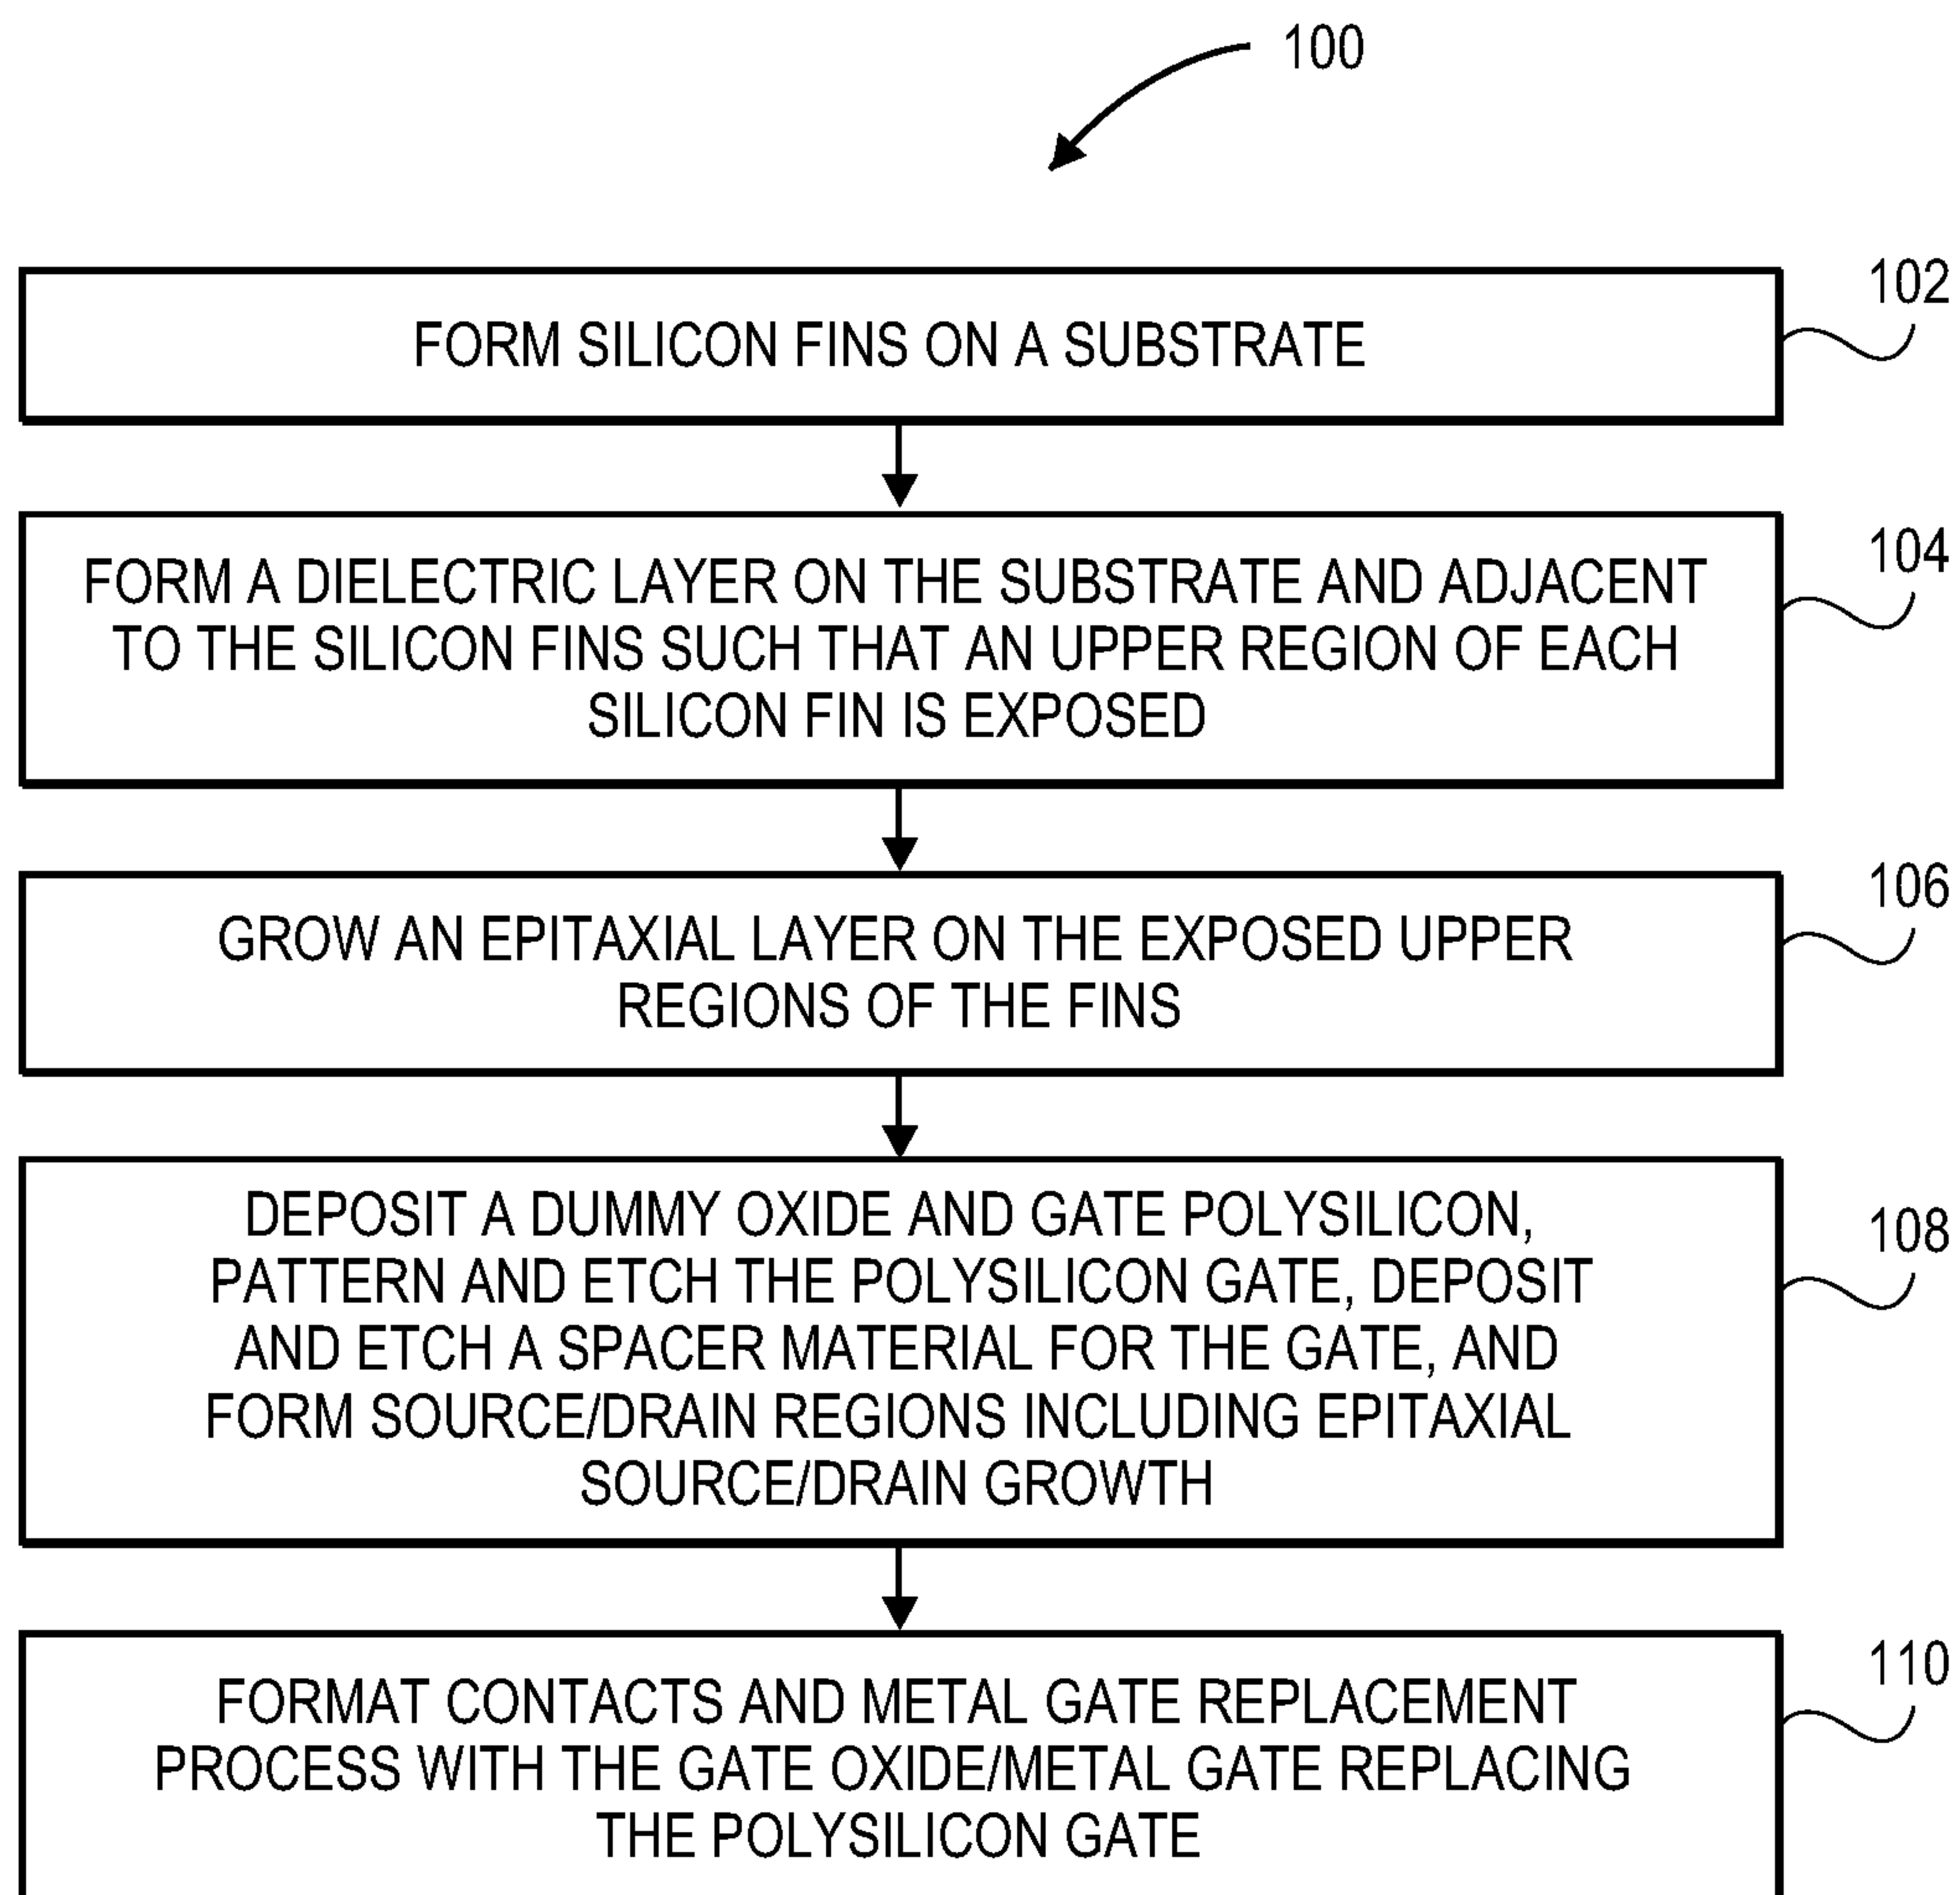 100
102
FORM SILICON FINS ON A SUBSTRATE
104
FORM A DIELECTRIC LAYER ON THE SUBSTRATE AND ADJACENT
TO THE SILICON FINS SUCH THAT AN UPPER REGION OF EACH
SILICON FIN IS EXPOSED
106
GROW AN EPITAXIAL LAYER ON THE EXPOSED UPPER
REGIONS OF THE FINS
108
DEPOSIT A DUMMY OXIDE AND GATE POLYSILICON,
PATTERN AND ETCH THE POLYSILICON GATE, DEPOSIT
AND ETCH A SPACER MATERIAL FOR THE GATE, AND
FORM SOURCE/DRAIN REGIONS INCLUDING EPITAXIAL
SOURCE/DRAIN GROWTH
110
FORMAT CONTACTS AND METAL GATE REPLACEMENT
PROCESS WITH THE GATE OXIDE/METAL GATE REPLACING
THE POLYSILICON GATE